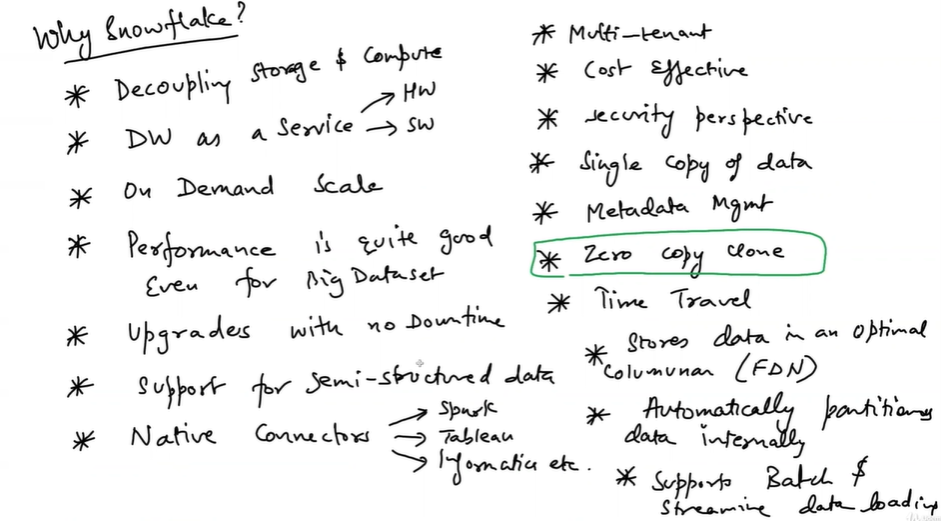 Why Snowflake?
* Decoupling Storage & Compute
* DW as a Service → HW
→ SW
* On Demand Scale
* Performance is quite good
Even for Big Dataset
* Upgrades with no Downtime
* Support for Semi-structured data
* Native Connectors → Spark
→ Tableau
→ Informatica etc.
* Multi-tenant
* Cost Effective
* Security perspective
* Single copy of data
* Metadata Mgmt
* Zero copy clone
* Time Travel
* Stores data in an optimal
Columunar (FDN)
* Automatically partitions
data internally
* Supports Batch &
Streamine data loading